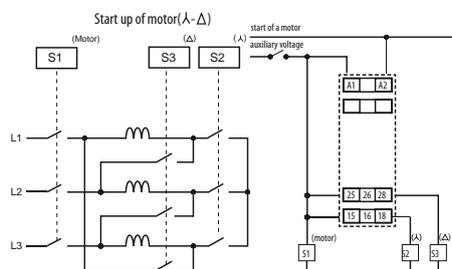 Start up of motor(⅄-Δ)
start of a motor
auxiliary voltage
(Motor)
(Δ)
(⅄)
S1
S3
S2
A1
A2
L1
L2
25 26 28
15 16 18
L3
(motor)
(⅄)
(Δ)
S1
S2
S3